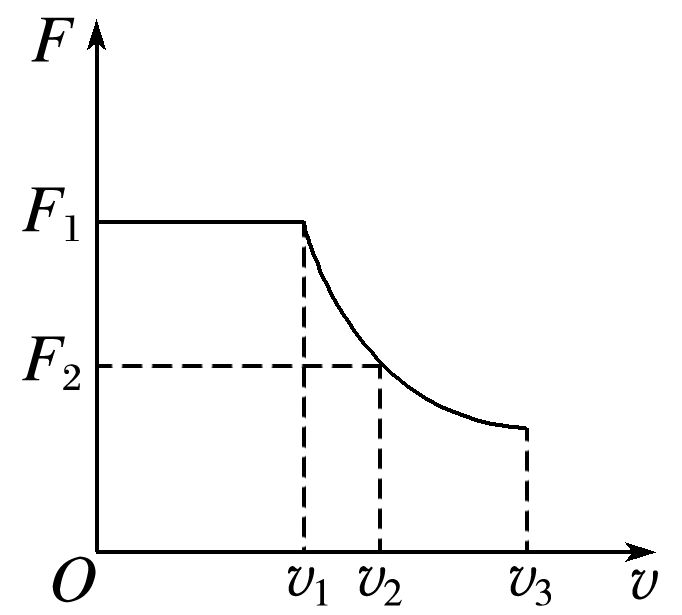 F
F₁
F₂
O v₁ v₂ v₃ v